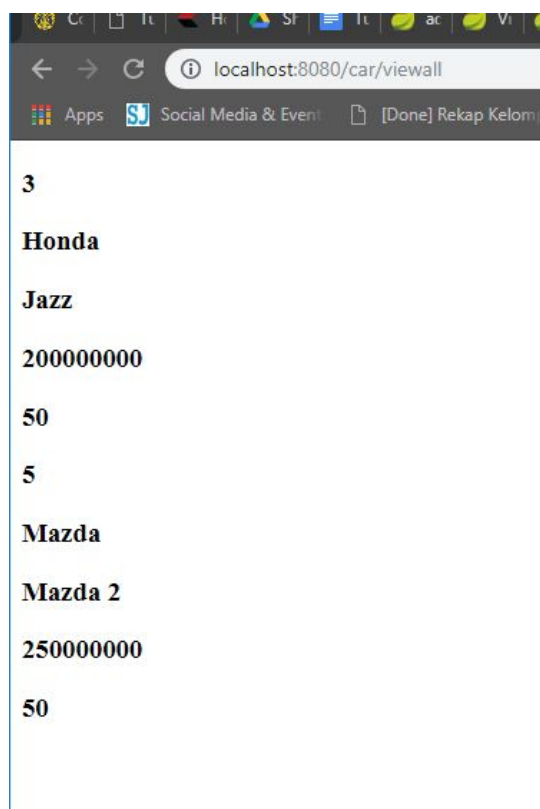 localhost:8080/car/viewall
Apps SJ Social Media & Event [Done] Rekap Kelom
3
Honda
Jazz
200000000
50
5
Mazda
Mazda 2
250000000
50